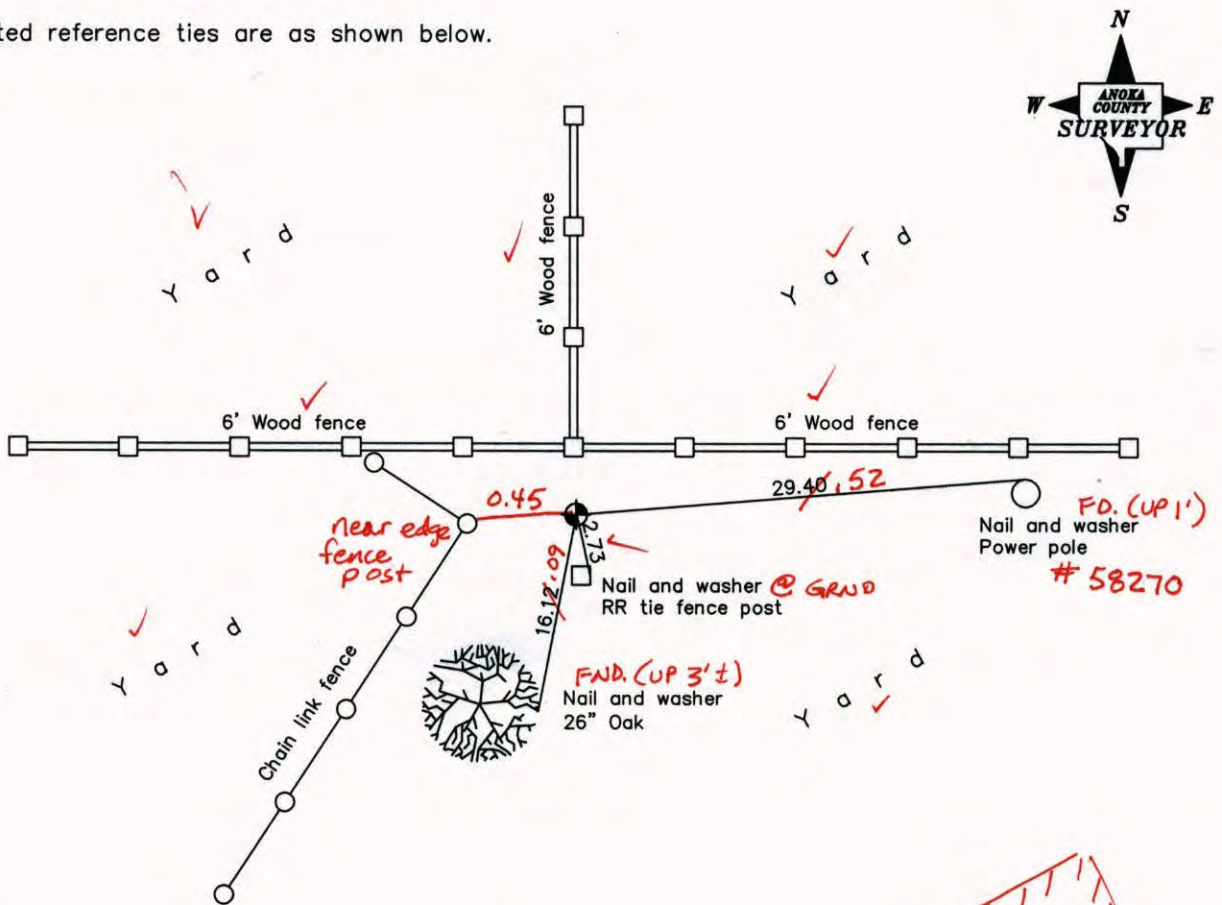 ted reference ties are as shown below.
N
W
ANOKA
COUNTY
SURVEYOR
E
S
Yard
6' Wood fence
Yard
6' Wood fence
6' Wood fence
0.45
29.40 .52
near edge
fence
post
2.73
FD. (UP 1')
Nail and washer
Power pole
# 58270
16.12 .09
Nail and washer @ GRND
RR tie fence post
Yard
Chain link fence
FND. (UP 3' ±)
Nail and washer
26" Oak
Yard